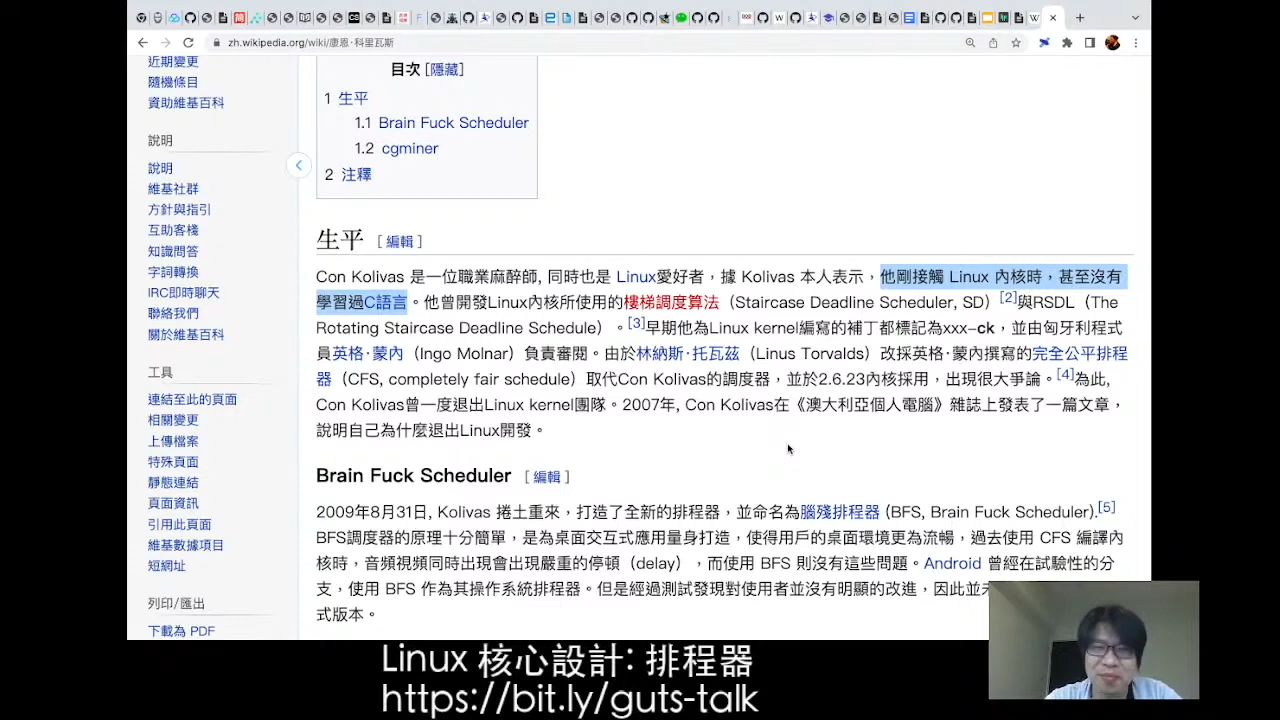 zh.wikipedia.org/wiki/康恩·科里瓦斯
近期變更
隨機條目
資助維基百科
說明
說明
維基社群
方針與指引
互助客棧
知識問答
字詞轉換
IRC即時聊天
聯絡我們
關於維基百科
工具
連結至此的頁面
相關變更
上傳檔案
特殊頁面
靜態連結
頁面資訊
引用此頁面
維基數據項目
短網址
列印/匯出
下載為 PDF
目次 [隱藏]
1 生平
1.1 Brain Fuck Scheduler
1.2 cgminer
2 注釋
生平 [ 編輯 ]
Con Kolivas 是一位職業麻醉師, 同時也是 Linux愛好者，據 Kolivas 本人表示，他剛接觸 Linux 內核時，甚至沒有
學習過C語言。他曾開發Linux內核所使用的樓梯調度算法（Staircase Deadline Scheduler, SD）[2]與RSDL（The
Rotating Staircase Deadline Schedule）。[3]早期他為Linux kernel編寫的補丁都標記為xxx-ck，並由匈牙利程式
員英格·蒙內（Ingo Molnar）負責審閱。由於林納斯·托瓦茲（Linus Torvalds）改採英格·蒙內撰寫的完全公平排程
器（CFS, completely fair schedule）取代Con Kolivas的調度器，並於2.6.23內核採用，出現很大爭論。[4]為此,
Con Kolivas曾一度退出Linux kernel團隊。2007年, Con Kolivas在《澳大利亞個人電腦》雜誌上發表了一篇文章，
說明自己為什麼退出Linux開發。
Brain Fuck Scheduler [ 編輯 ]
2009年8月31日, Kolivas 捲土重來，打造了全新的排程器，並命名為腦殘排程器 (BFS, Brain Fuck Scheduler).[5]
BFS調度器的原理十分簡單，是為桌面交互式應用量身打造，使得用戶的桌面環境更為流暢，過去使用 CFS 編譯內
核時，音頻視頻同時出現會出現嚴重的停頓（delay），而使用 BFS 則沒有這些問題。Android 曾經在試驗性的分
支，使用 BFS 作為其操作系統排程器。但是經過測試發現對使用者並沒有明顯的改進，因此並
式版本。
Linux 核心設計: 排程器
https://bit.ly/guts-talk